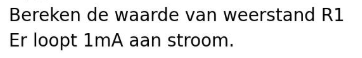 Bereken de waarde van weerstand R1
Er loopt 1mA aan stroom.